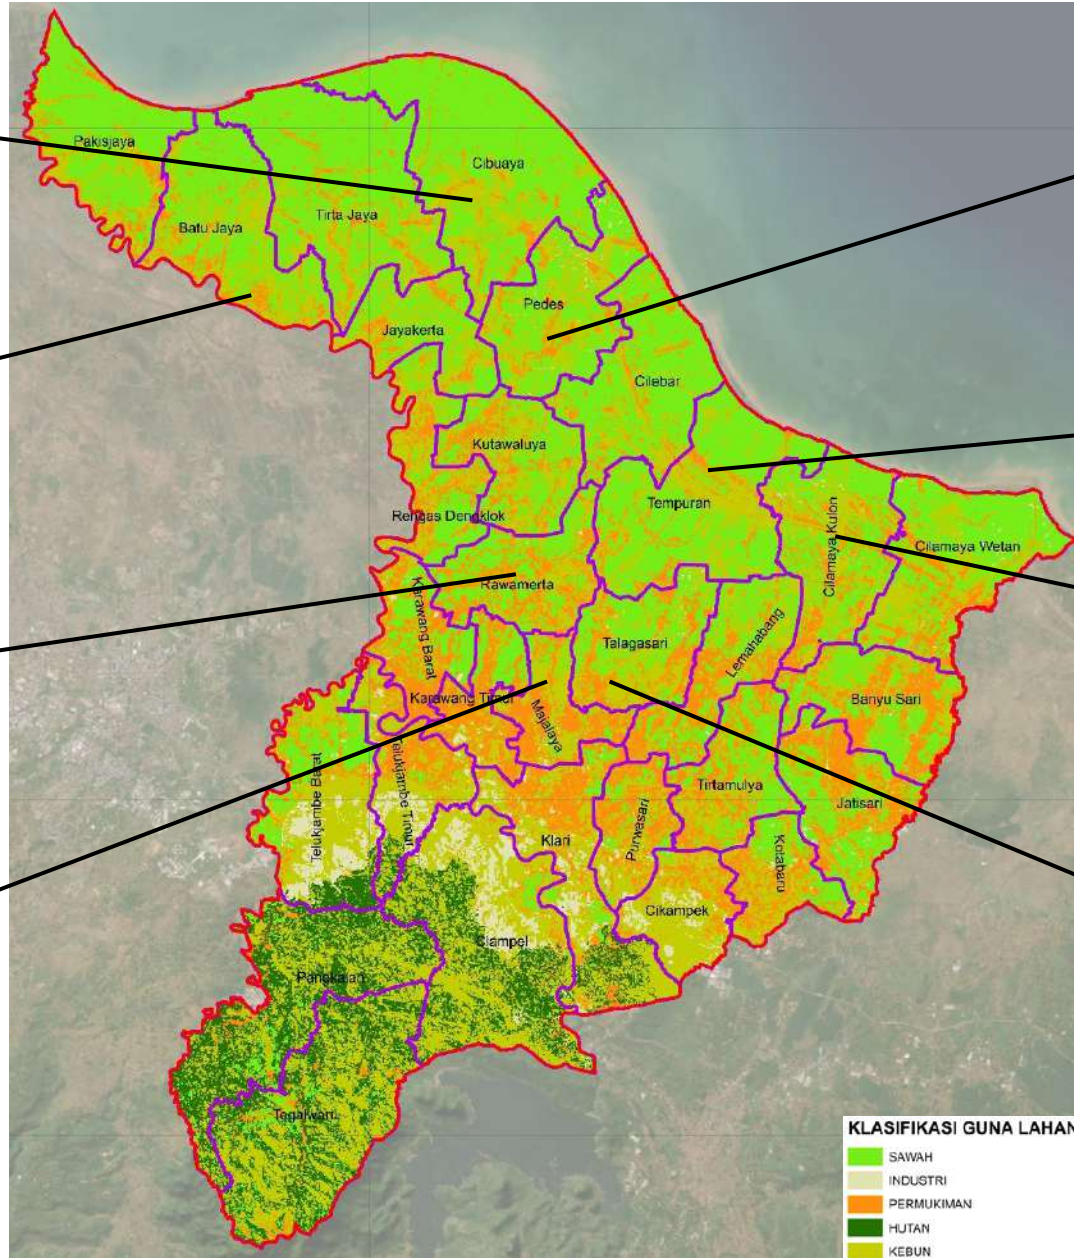 Pakisjaya
Cibuaya
Tirta Jaya
Batu Jaya
Pedes
Jayakerta
Cilebar
Kutawaluya
Tempuran
Rengas Dengklok
Cilamaya Kulon
Cilamaya Wetan
Rawamerta
Karawang Barat
Talagasari
Lemahabang
Karawang Timur
Majalaya
Banyu Sari
Telukjambe Barat
Telukjambe Timur
Tirtamulya
Jatisari
Klari
Purwasari
Kotabaru
Cikampek
Ciampel
Pangkalan
Tegalwaru
KLASIFIKASI GUNA LAHAN
SAWAH
INDUSTRI
PERMUKIMAN
HUTAN
KEBUN